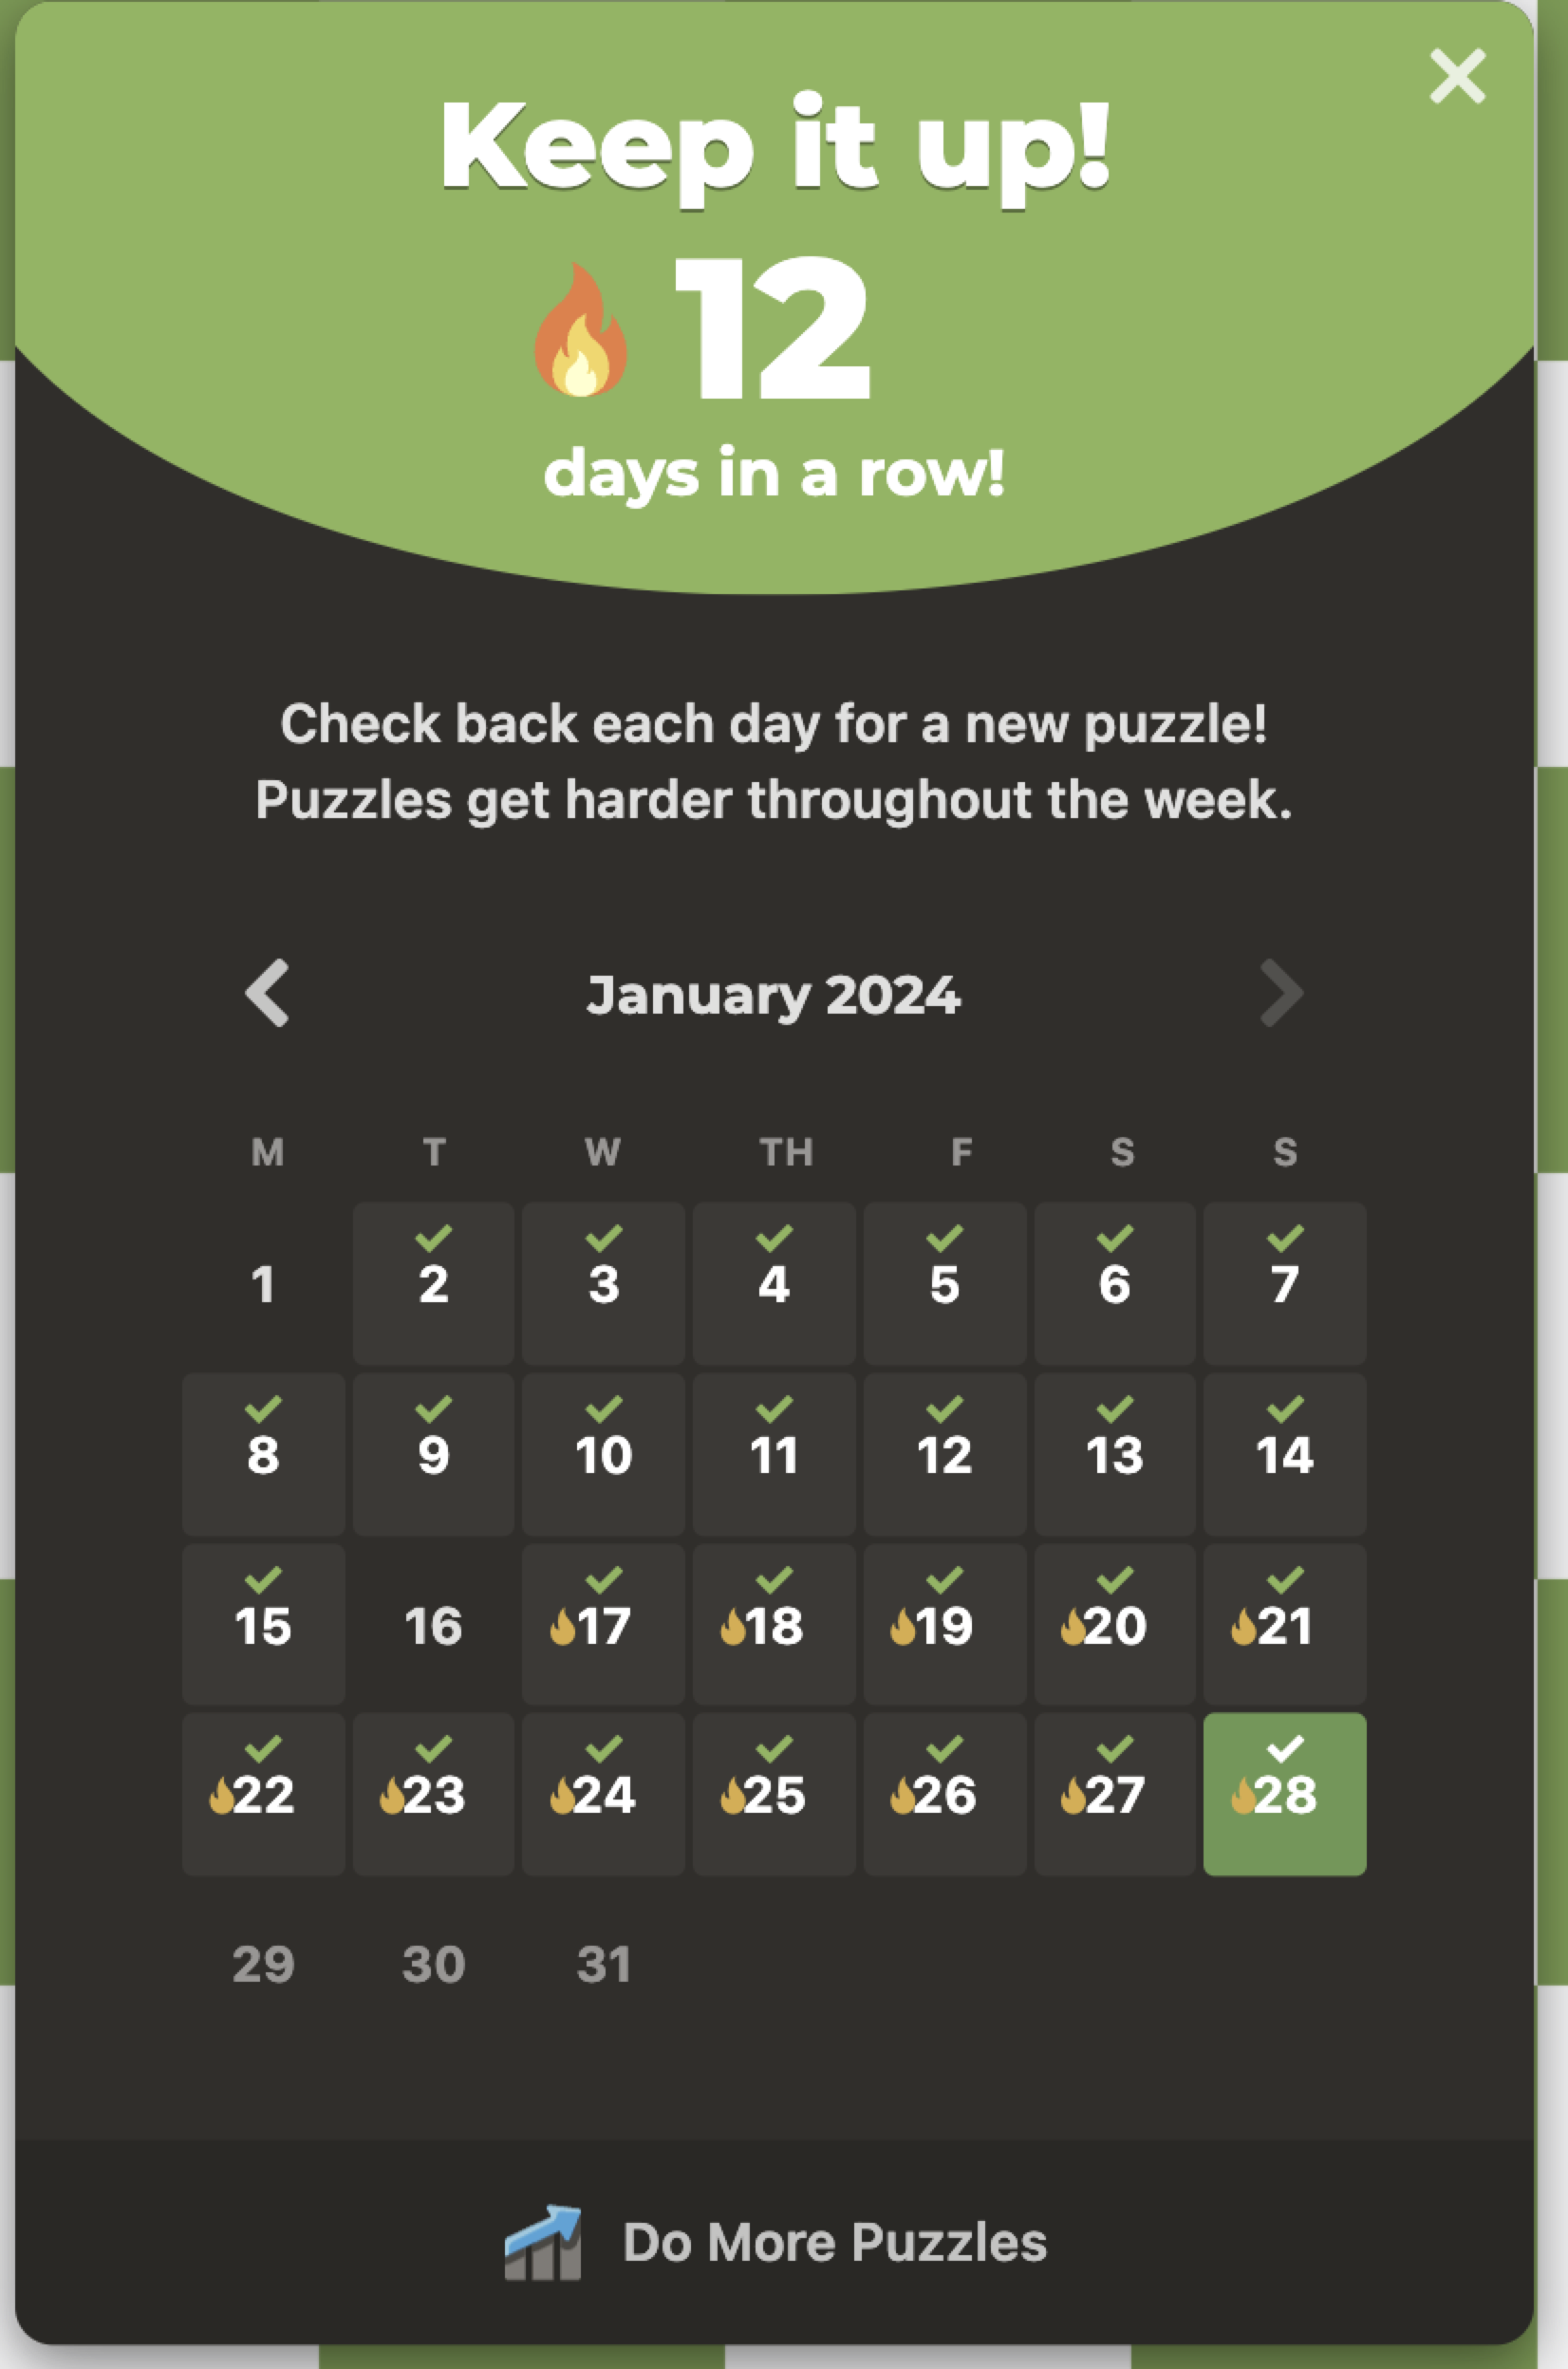 Keep it up!
12
days in a row!
Check back each day for a new puzzle!
Puzzles get harder throughout the week.
January 2024
M T W TH F S S
1 2 3 4 5 6 7
8 9 10 11 12 13 14
15 16 17 18 19 20 21
22 23 24 25 26 27 28
29 30 31
Do More Puzzles